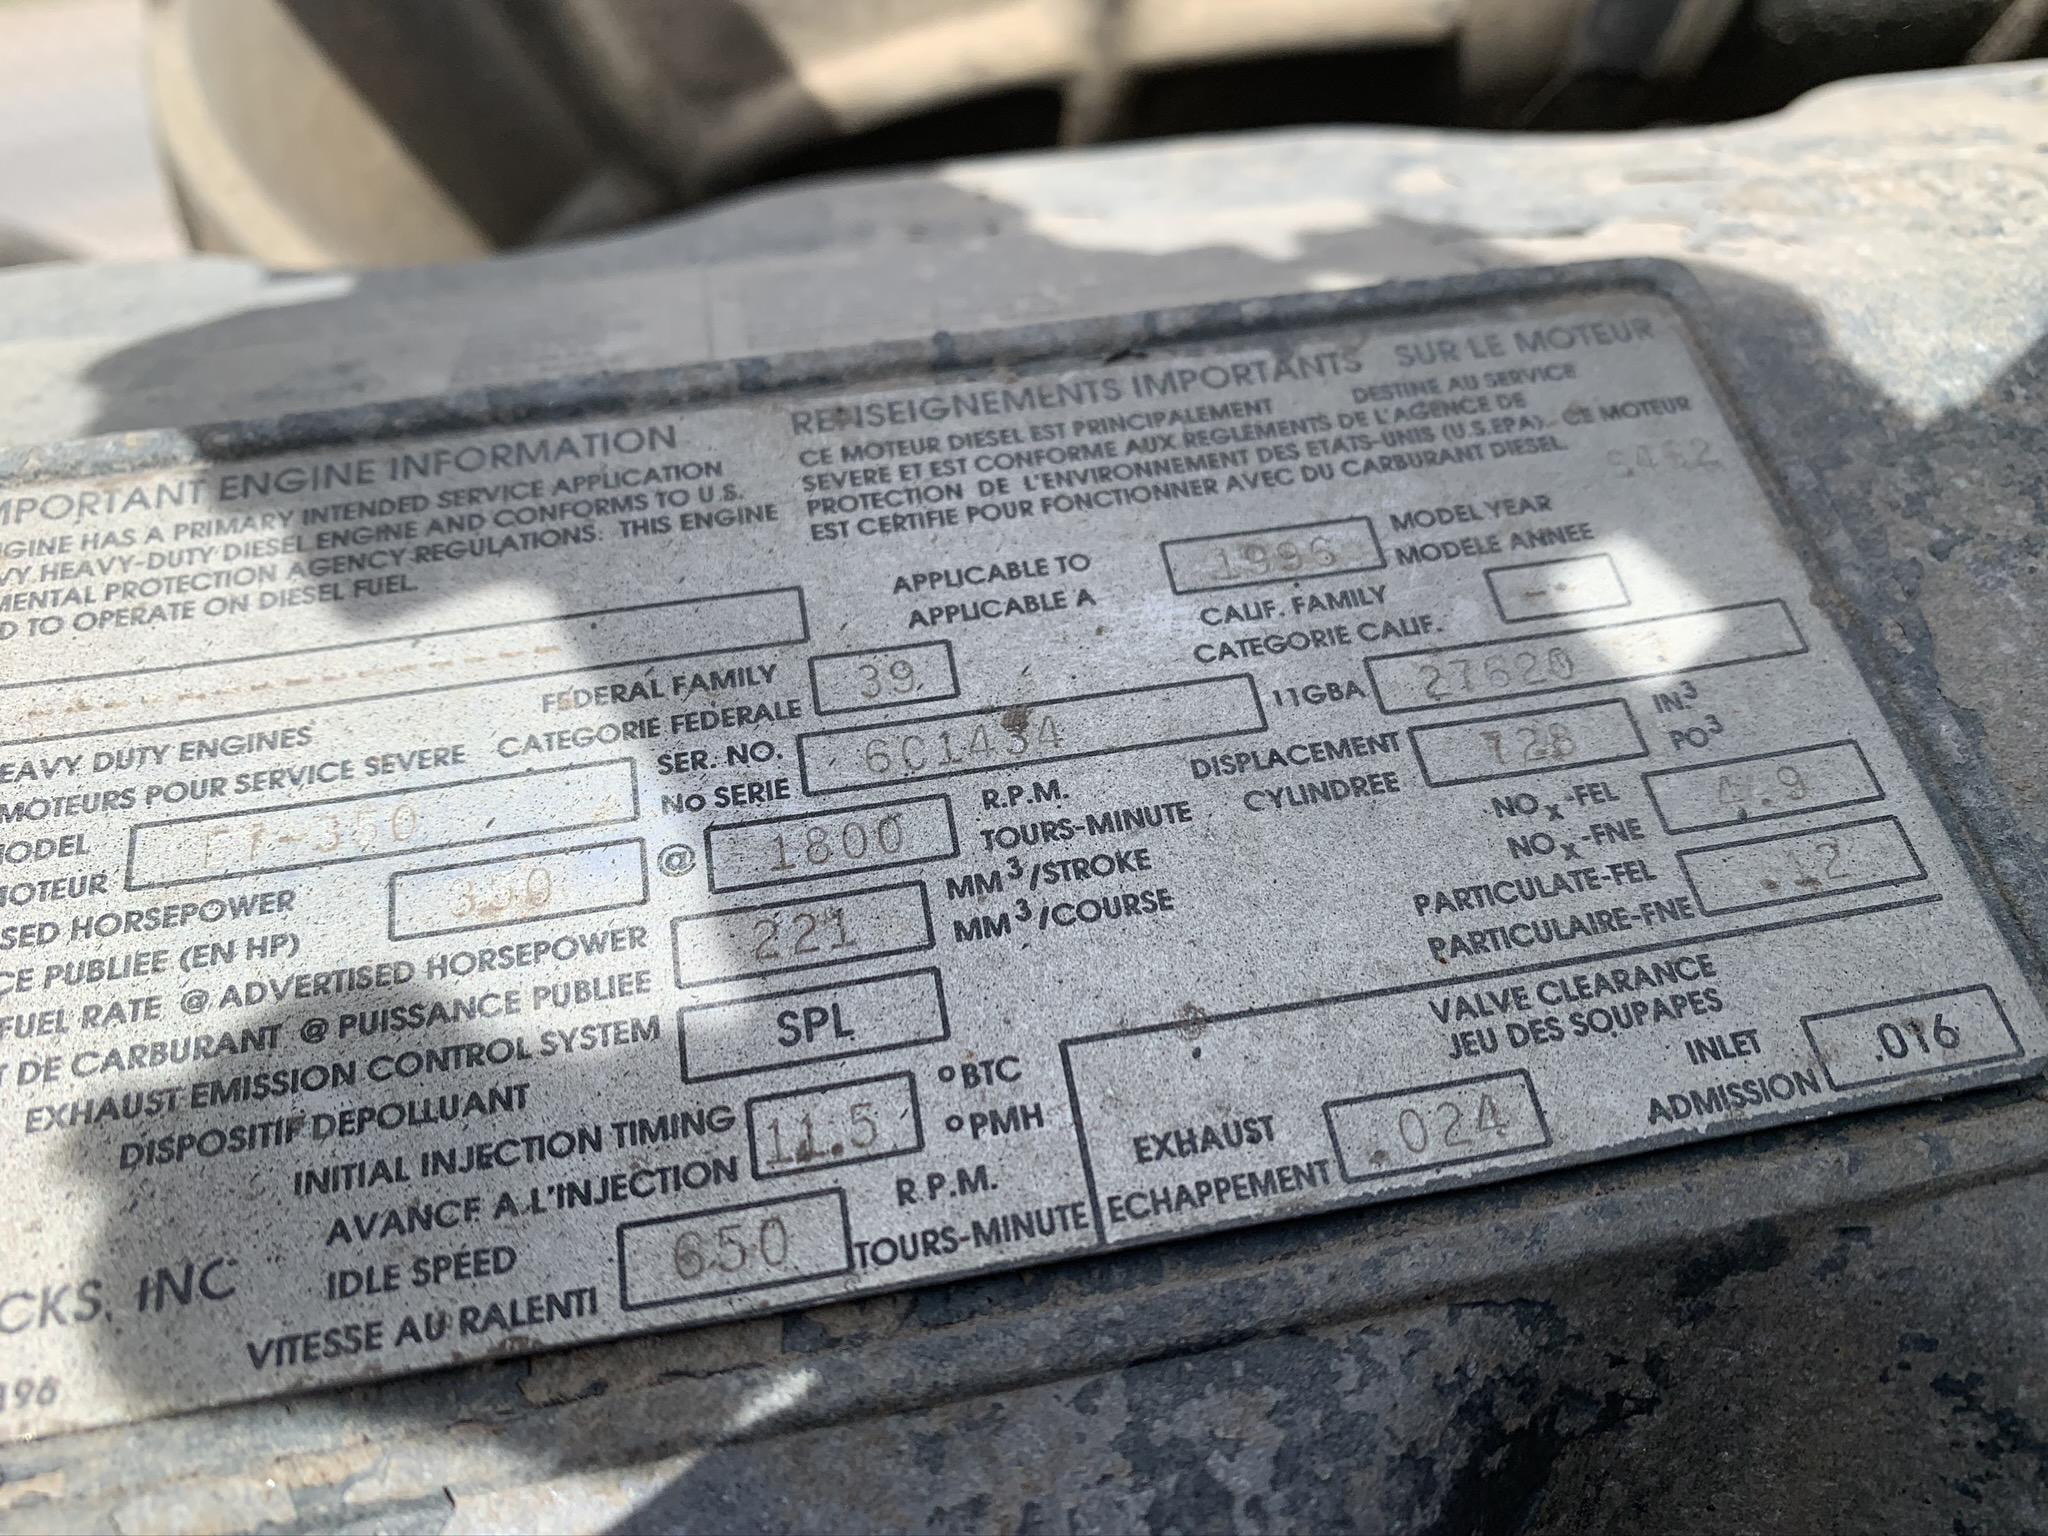 MPORTANT ENGINE INFORMATION
GINE HAS A PRIMARY INTENDED SERVICE APPLICATION
VY HEAVY-DUTY DIESEL ENGINE AND CONFORMS TO U.S.
MENTAL PROTECTION AGENCY REGULATIONS. THIS ENGINE
D TO OPERATE ON DIESEL FUEL.
RENSEIGNEMENTS IMPORTANTS SUR LE MOTEUR
CE MOTEUR DIESEL EST PRINCIPALEMENT DESTINE AU SERVICE
SEVERE ET EST CONFORME AUX REGLEMENTS DE L'AGENCE DE
PROTECTION DE L'ENVIRONNEMENT DES ETATS-UNIS (U.S.EPA). CE MOTEUR
EST CERTIFIE POUR FONCTIONNER AVEC DU CARBURANT DIESEL
APPLICABLE TO 1996 MODEL YEAR
APPLICABLE A MODELE ANNEE
CALIF. FAMILY --
CATEGORIE CALIF.
FEDERAL FAMILY 39
CATEGORIE FEDERALE
EAVY DUTY ENGINES
MOTEURS POUR SERVICE SEVERE
SER. NO. 6C1434 11GBA 27620
No SERIE
ODEL E7-350
OTEUR
DISPLACEMENT 728 IN.³
CYLINDREE PO³
SED HORSEPOWER 350 @ 1800 R.P.M.
CE PUBLIEE (EN HP) TOURS-MINUTE
NOx-FEL 4.9
NOx-FNE
FUEL RATE @ ADVERTISED HORSEPOWER 221 MM³/STROKE
T DE CARBURANT @ PUISSANCE PUBLIEE MM³/COURSE
PARTICULATE-FEL .12
PARTICULAIRE-FNE
EXHAUST EMISSION CONTROL SYSTEM SPL
DISPOSITIF DEPOLLUANT
INITIAL INJECTION TIMING 11.5 °BTC
AVANCE A L'INJECTION °PMH
IDLE SPEED 650 R.P.M.
VITESSE AU RALENTI TOURS-MINUTE
VALVE CLEARANCE
JEU DES SOUPAPES
EXHAUST .024
ECHAPPEMENT
INLET .016
ADMISSION
CKS, INC
196